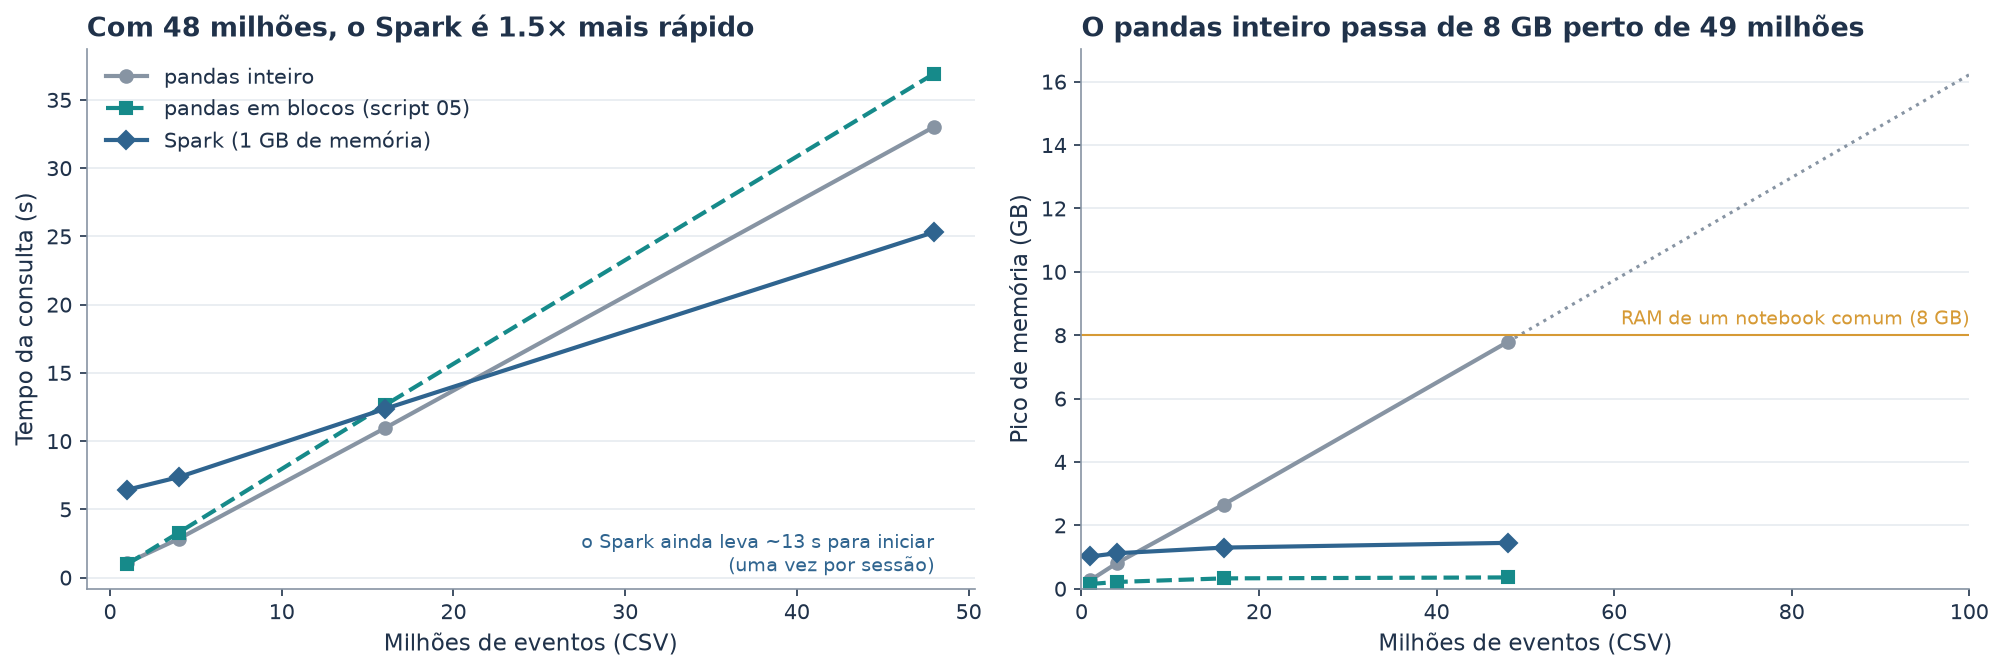 Com 48 milhões, o Spark é 1.5× mais rápido
pandas inteiro
pandas em blocos (script 05)
Spark (1 GB de memória)
Tempo da consulta (s)
35
30
25
20
15
10
5
0
o Spark ainda leva ~13 s para iniciar
(uma vez por sessão)
0 10 20 30 40 50
Milhões de eventos (CSV)
O pandas inteiro passa de 8 GB perto de 49 milhões
Pico de memória (GB)
16
14
12
10
8
6
4
2
0
RAM de um notebook comum (8 GB)
0 20 40 60 80 100
Milhões de eventos (CSV)